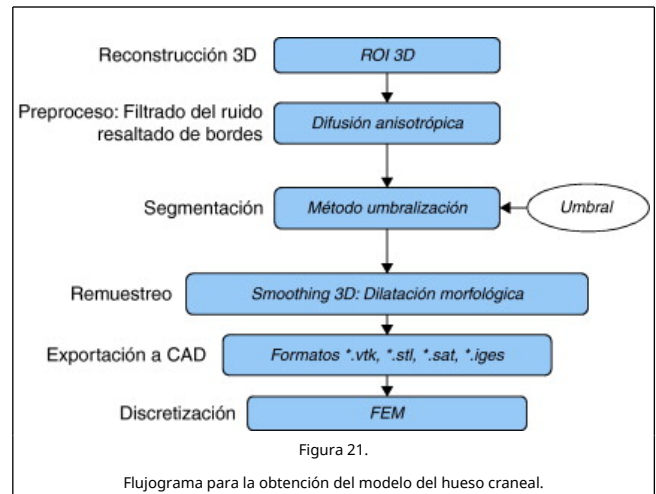 Reconstrucción 3D
ROI 3D
Preproceso: Filtrado del ruido
resaltado de bordes
Difusión anisotrópica
Segmentación
Método umbralización
Umbral
Remuestreo
Smoothing 3D: Dilatación morfológica
Exportación a CAD
Formatos *.vtk, *.stl, *.sat, *.iges
Discretización
FEM
Figura 21.
Flujograma para la obtención del modelo del hueso craneal.